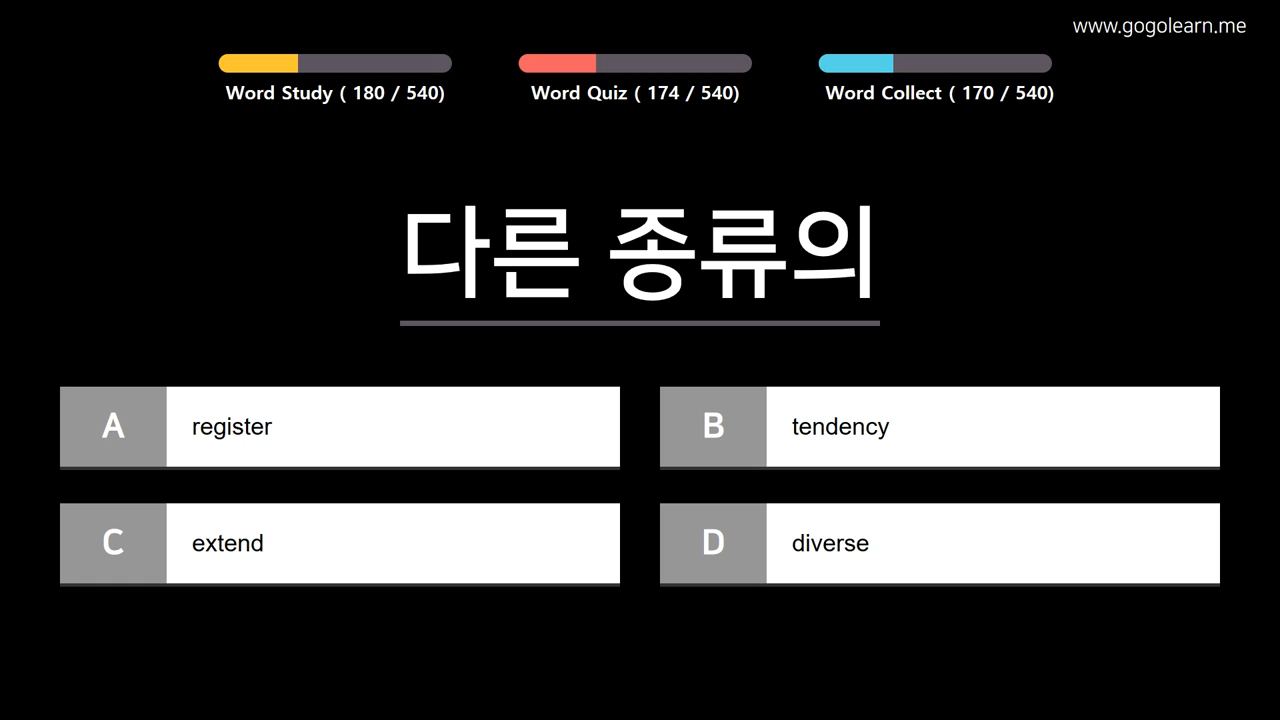 www.gogolearn.me
Word Study ( 180 / 540)
Word Quiz ( 174 / 540)
Word Collect ( 170 / 540)
다른 종류의
A register
B tendency
C extend
D diverse